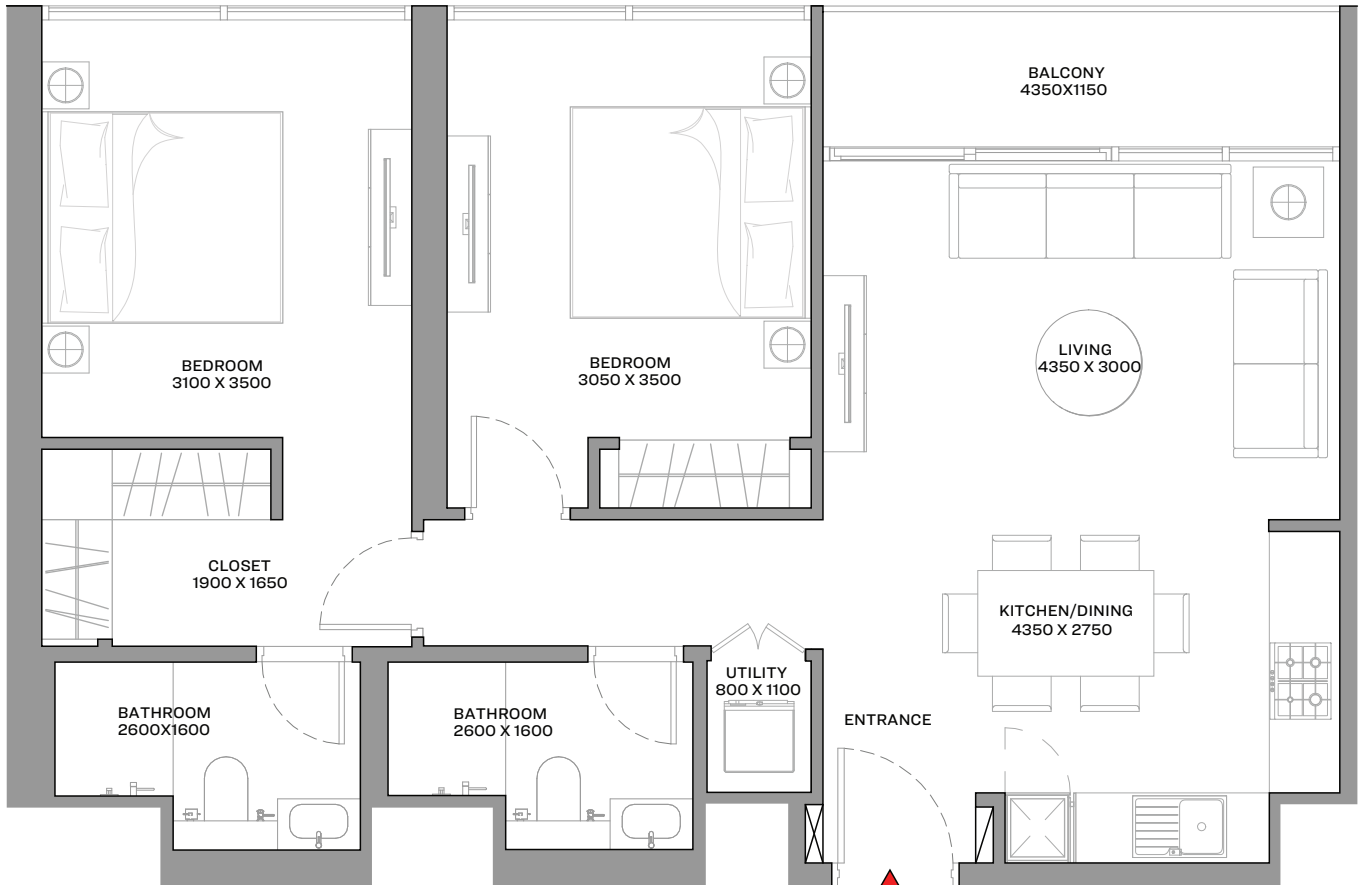 BALCONY
4350X1150
BEDROOM
3100 X 3500
BEDROOM
3050 X 3500
LIVING
4350 X 3000
CLOSET
1900 X 1650
KITCHEN/DINING
4350 X 2750
UTILITY
800 X 1100
BATHROOM
2600X1600
BATHROOM
2600 X 1600
ENTRANCE